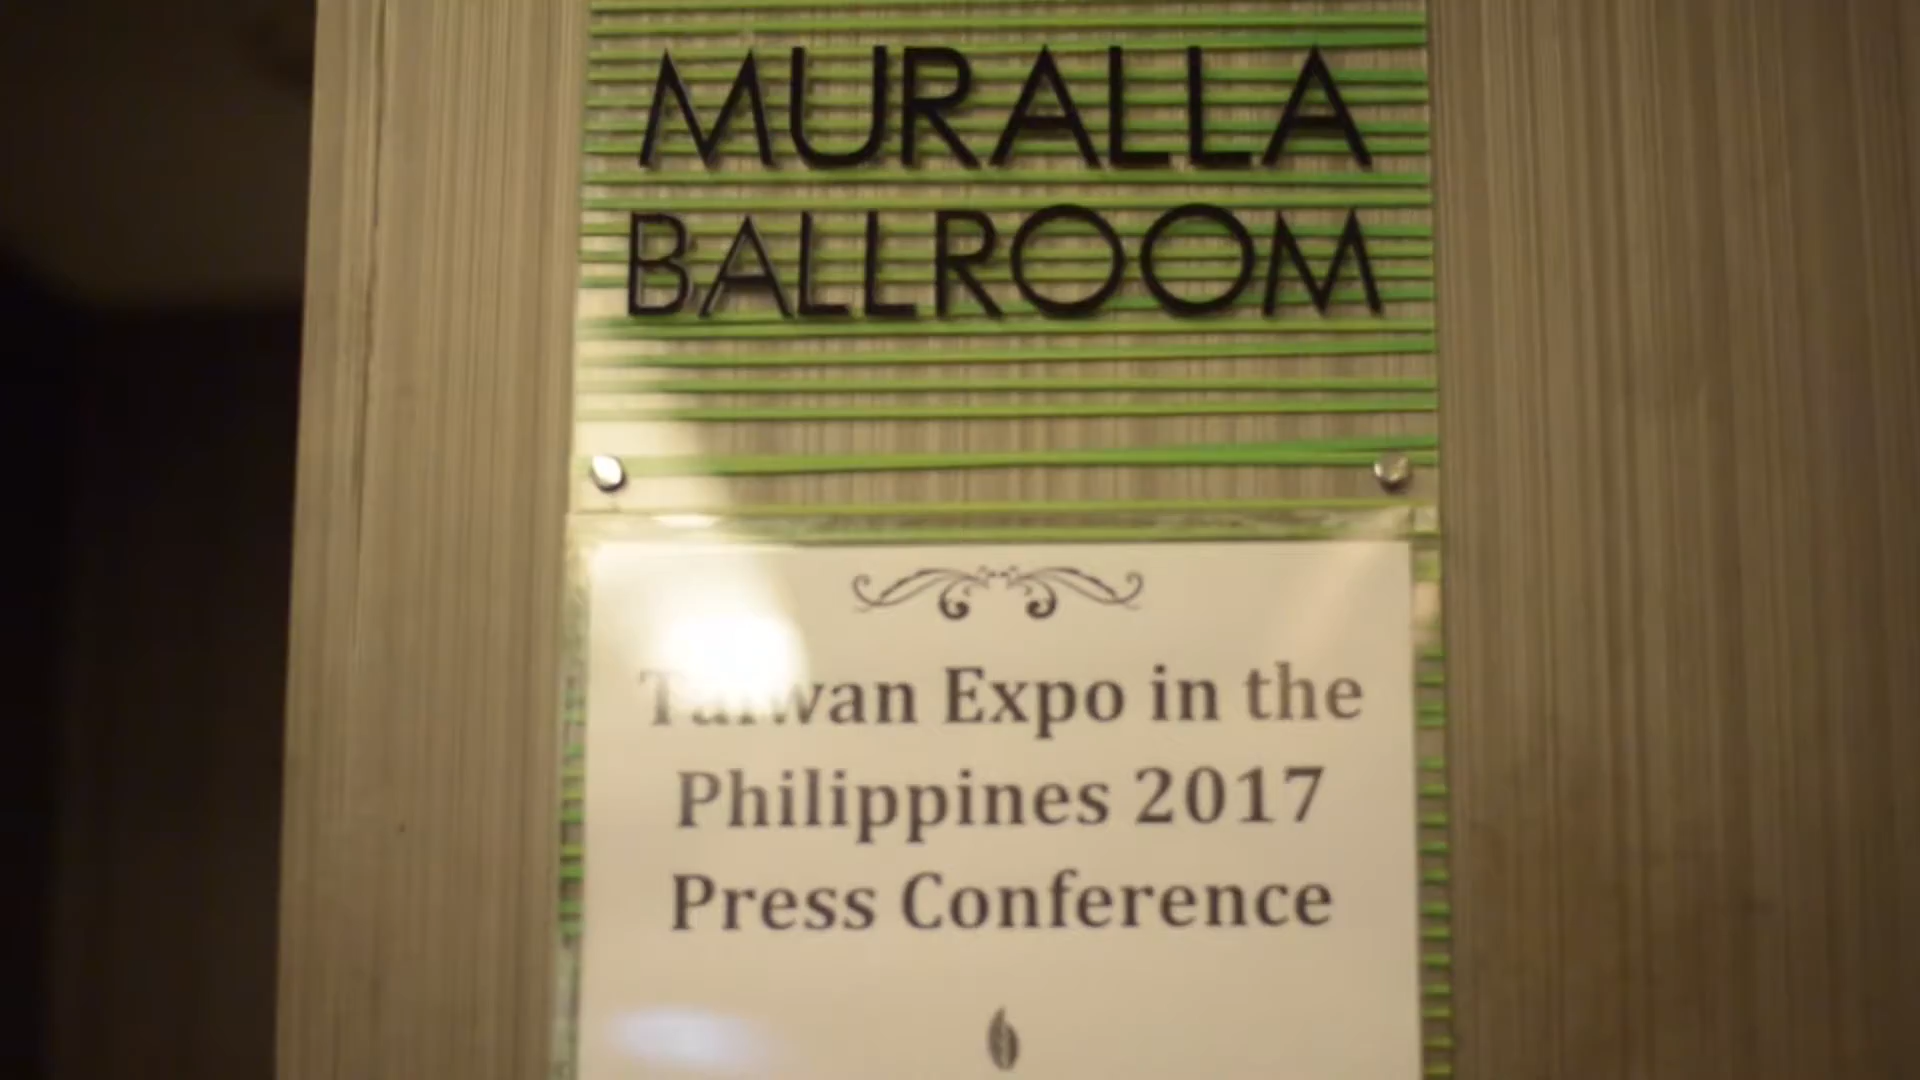 MURALLA
BALLROOM
Taiwan Expo in the
Philippines 2017
Press Conference